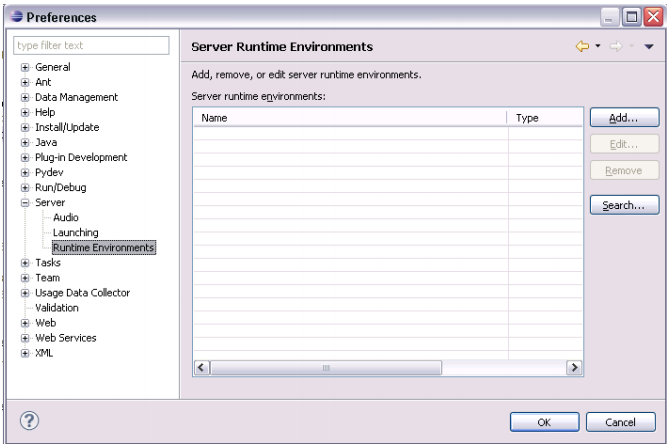 Preferences
type filter text
General
Ant
Data Management
Help
Install/Update
Java
Plug-in Development
Pydev
Run/Debug
Server
Audio
Launching
Runtime Environments
Tasks
Team
Usage Data Collector
Validation
Web
Web Services
XML
Server Runtime Environments
Add, remove, or edit server runtime environments.
Server runtime environments:
Name Type
Add...
Edit...
Remove
Search...
OK Cancel